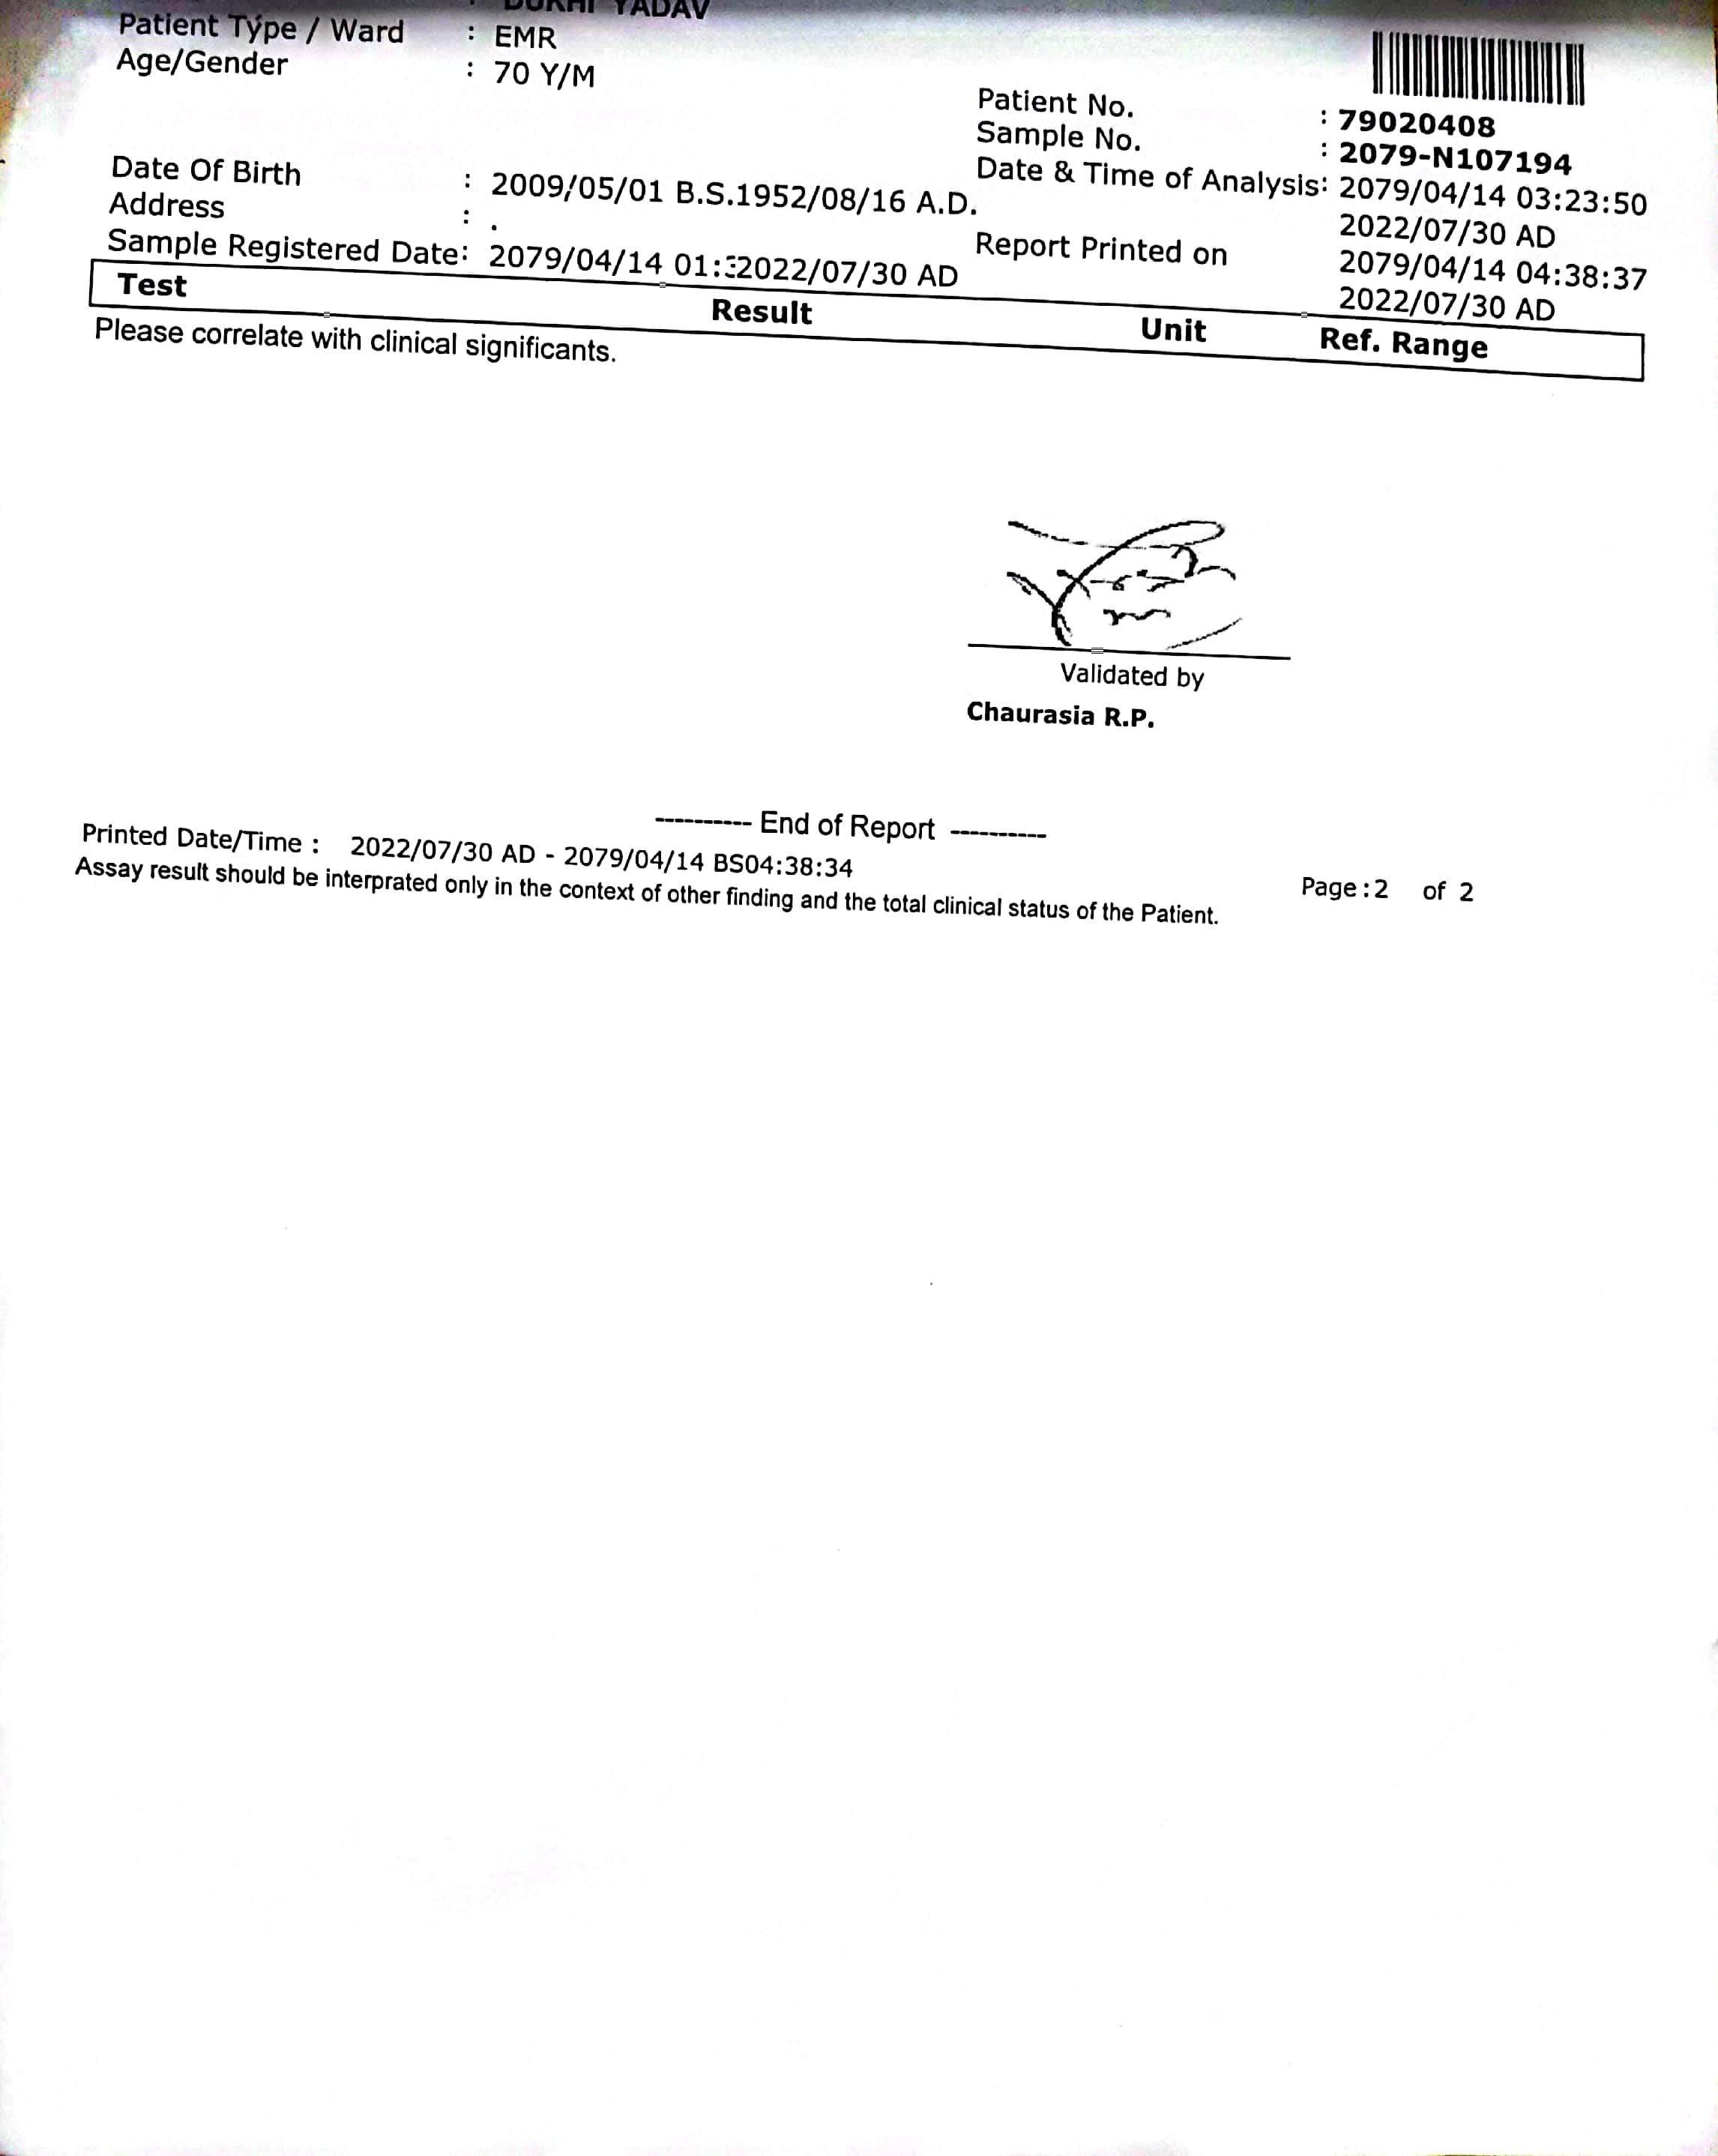 DUKHI YADAV
Patient Type / Ward : EMR
Age/Gender : 70 Y/M
Patient No. : 79020408
Sample No. : 2079-N107194
Date & Time of Analysis: 2079/04/14 03:23:50
2022/07/30 AD
Date Of Birth : 2009/05/01 B.S.1952/08/16 A.D.
Address : .
Report Printed on 2079/04/14 04:38:37
2022/07/30 AD
Sample Registered Date: 2079/04/14 01:32022/07/30 AD
Test Result Unit Ref. Range
Please correlate with clinical significants.
Validated by
Chaurasia R.P.
---------- End of Report ----------
Printed Date/Time : 2022/07/30 AD - 2079/04/14 BS04:38:34
Page:2 of 2
Assay result should be interprated only in the context of other finding and the total clinical status of the Patient.